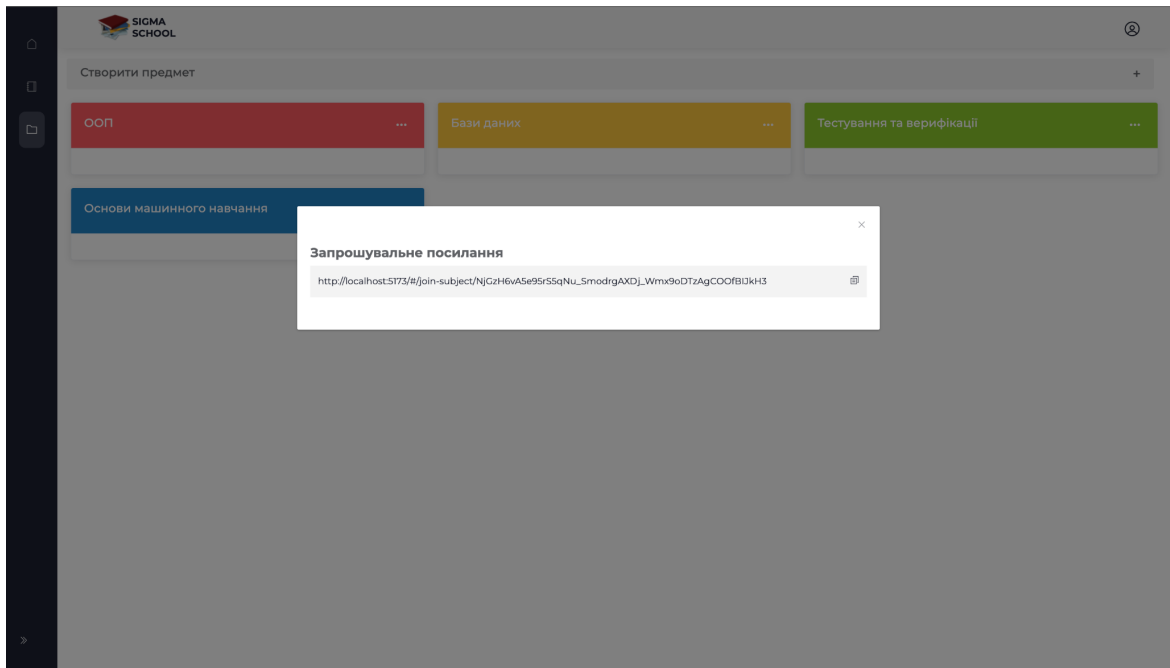 SIGMA
SCHOOL
Створити предмет
+
ООП ...
Бази даних ...
Тестування та верифікації ...
Основи машинного навчання
Запрошувальне посилання
http://localhost:5173/#/join-subject/NjGzH6vA5e95rS5qNu_SmodrgAXDj_Wmx9oDTzAgCOOfBIJkH3